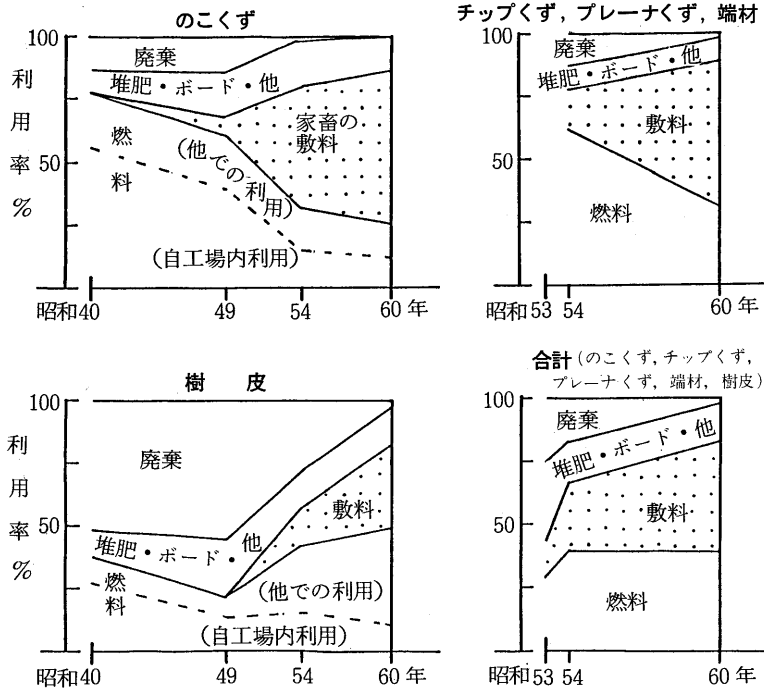 のこくず
100
50
利用率%
廃棄
堆肥・ボード・他
燃料
(他での利用)
家畜の
敷料
(自工場内利用)
昭和40
49
54
60年
チップくず,プレーナくず,端材
100
50
廃棄
堆肥・ボード・他
敷料
燃料
昭和53
54
60年
樹皮
100
50
利用率%
廃棄
堆肥・ボード・他
燃料
敷料
(他での利用)
(自工場内利用)
昭和40
49
54
60年
合計(のこくず,チップくず,
プレーナくず,端材,樹皮)
100
50
廃棄
堆肥・ボード・他
敷料
燃料
昭和53
54
60年